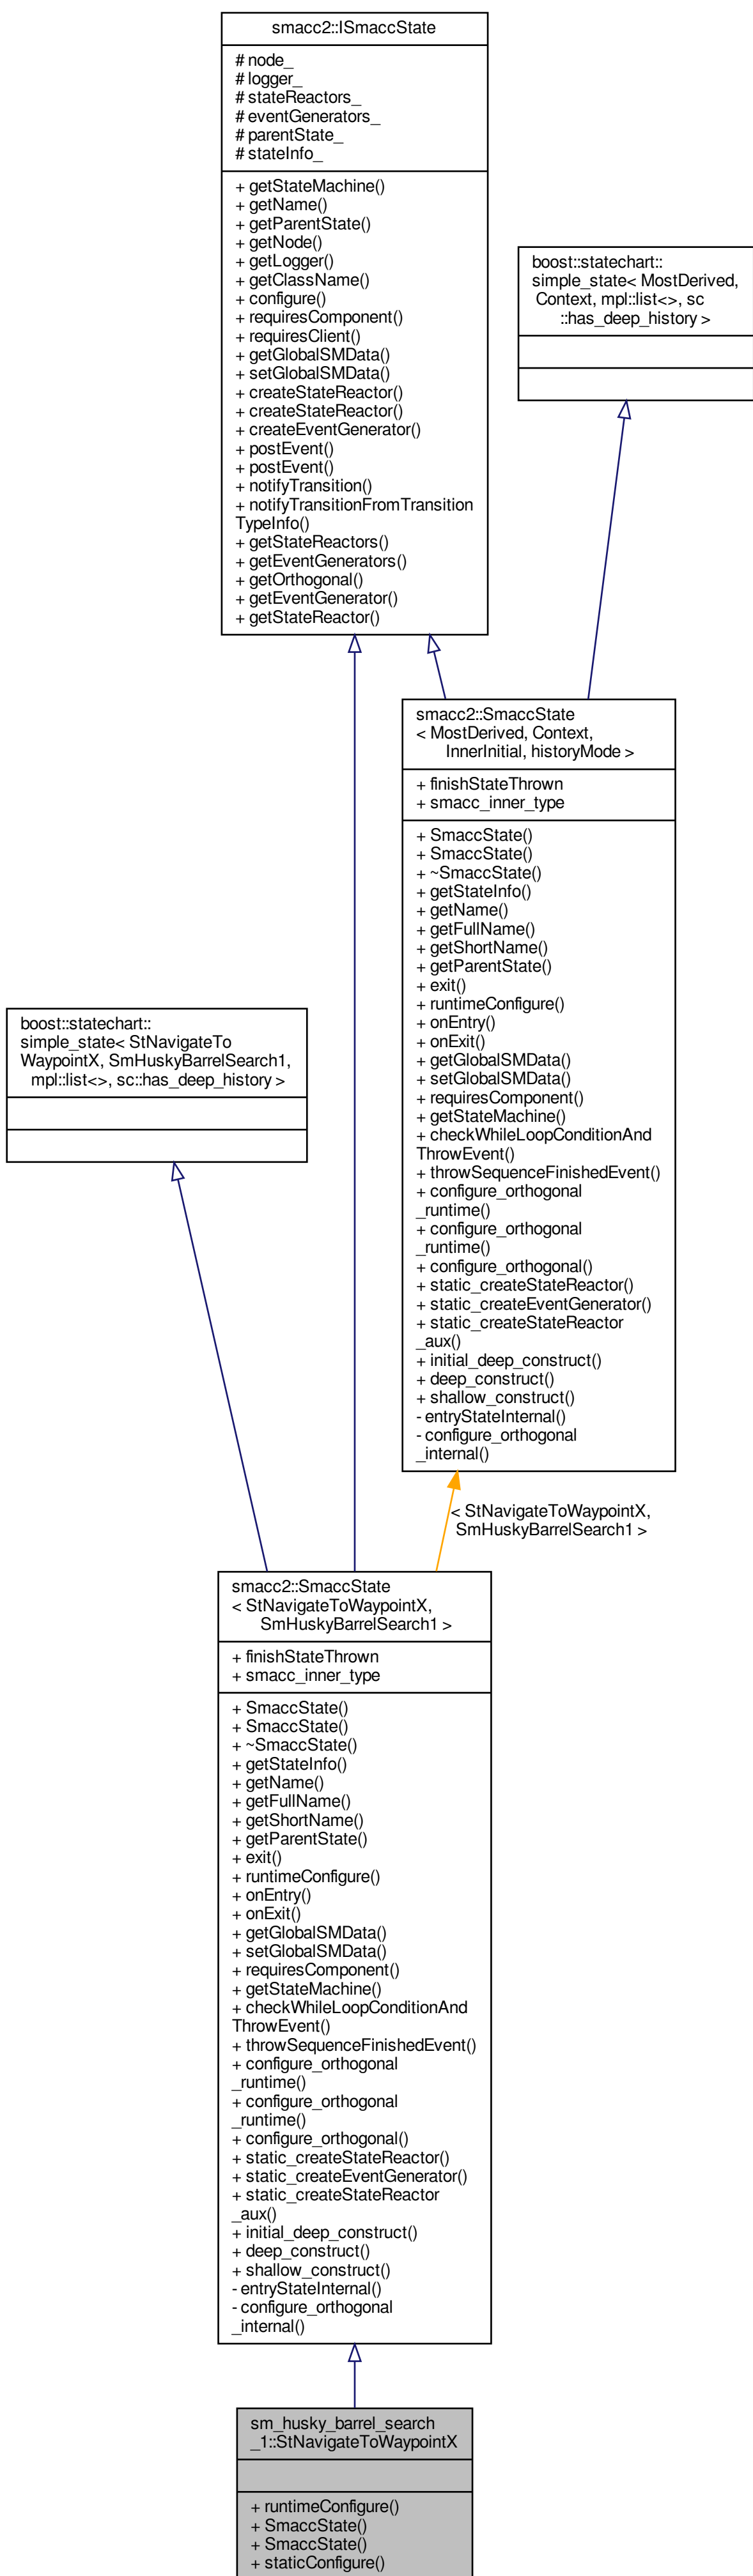 smacc2::ISmaccState
# node_
# logger_
# stateReactors_
# eventGenerators_
# parentState_
# stateInfo_
+ getStateMachine()
+ getName()
+ getParentState()
+ getNode()
+ getLogger()
+ getClassName()
+ configure()
+ requiresComponent()
+ requiresClient()
+ getGlobalSMData()
+ setGlobalSMData()
+ createStateReactor()
+ createStateReactor()
+ createEventGenerator()
+ postEvent()
+ postEvent()
+ notifyTransition()
+ notifyTransitionFromTransition
TypeInfo()
+ getStateReactors()
+ getEventGenerators()
+ getOrthogonal()
+ getEventGenerator()
+ getStateReactor()
boost::statechart::
simple_state< MostDerived,
Context, mpl::list<>, sc
::has_deep_history >
smacc2::SmaccState
< MostDerived, Context,
InnerInitial, historyMode >
+ finishStateThrown
+ smacc_inner_type
+ SmaccState()
+ SmaccState()
+ ~SmaccState()
+ getStateInfo()
+ getName()
+ getFullName()
+ getShortName()
+ getParentState()
+ exit()
+ runtimeConfigure()
+ onEntry()
+ onExit()
+ getGlobalSMData()
+ setGlobalSMData()
+ requiresComponent()
+ getStateMachine()
+ checkWhileLoopConditionAnd
ThrowEvent()
+ throwSequenceFinishedEvent()
+ configure_orthogonal
_runtime()
+ configure_orthogonal
_runtime()
+ configure_orthogonal()
+ static_createStateReactor()
+ static_createEventGenerator()
+ static_createStateReactor
_aux()
+ initial_deep_construct()
+ deep_construct()
+ shallow_construct()
- entryStateInternal()
- configure_orthogonal
_internal()
boost::statechart::
simple_state< StNavigateTo
WaypointX, SmHuskyBarrelSearch1,
mpl::list<>, sc::has_deep_history >
< StNavigateToWaypointX,
SmHuskyBarrelSearch1 >
smacc2::SmaccState
< StNavigateToWaypointX,
SmHuskyBarrelSearch1 >
+ finishStateThrown
+ smacc_inner_type
+ SmaccState()
+ SmaccState()
+ ~SmaccState()
+ getStateInfo()
+ getName()
+ getFullName()
+ getShortName()
+ getParentState()
+ exit()
+ runtimeConfigure()
+ onEntry()
+ onExit()
+ getGlobalSMData()
+ setGlobalSMData()
+ requiresComponent()
+ getStateMachine()
+ checkWhileLoopConditionAnd
ThrowEvent()
+ throwSequenceFinishedEvent()
+ configure_orthogonal
_runtime()
+ configure_orthogonal
_runtime()
+ configure_orthogonal()
+ static_createStateReactor()
+ static_createEventGenerator()
+ static_createStateReactor
_aux()
+ initial_deep_construct()
+ deep_construct()
+ shallow_construct()
- entryStateInternal()
- configure_orthogonal
_internal()
sm_husky_barrel_search
_1::StNavigateToWaypointX
+ runtimeConfigure()
+ SmaccState()
+ SmaccState()
+ staticConfigure()